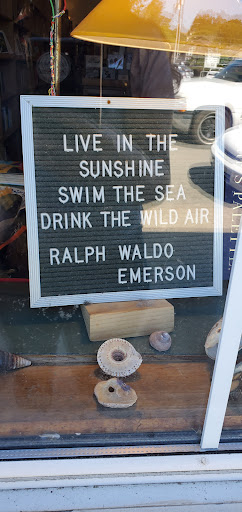 LIVE IN THE
SUNSHINE
SWIM THE SEA
DRINK THE WILD AIR
RALPH WALDO
EMERSON